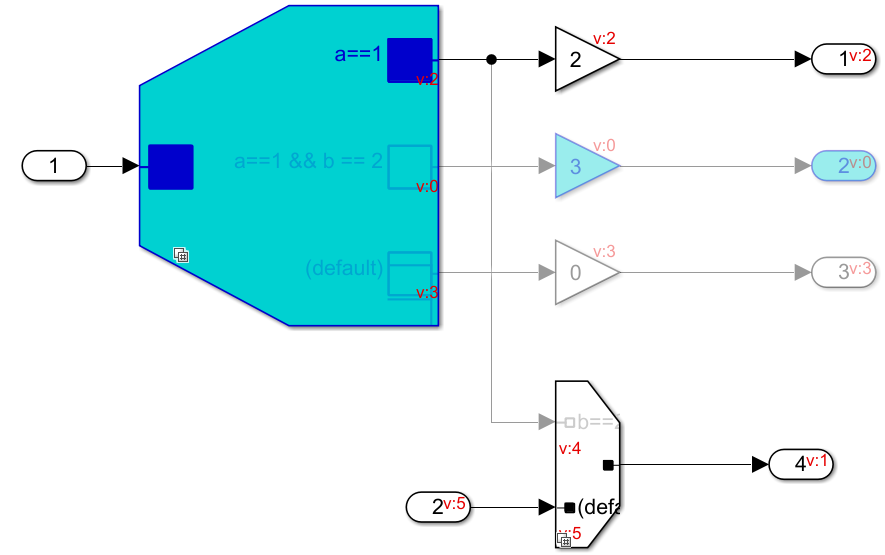 a==1
v:2
2
v:2
1
v:2
1
a==1 && b == 2
v:0
3
v:0
2
v:0
(default)
v:3
0
v:3
3
v:3
b==2
v:4
4
v:1
2
v:5
(defa
:5